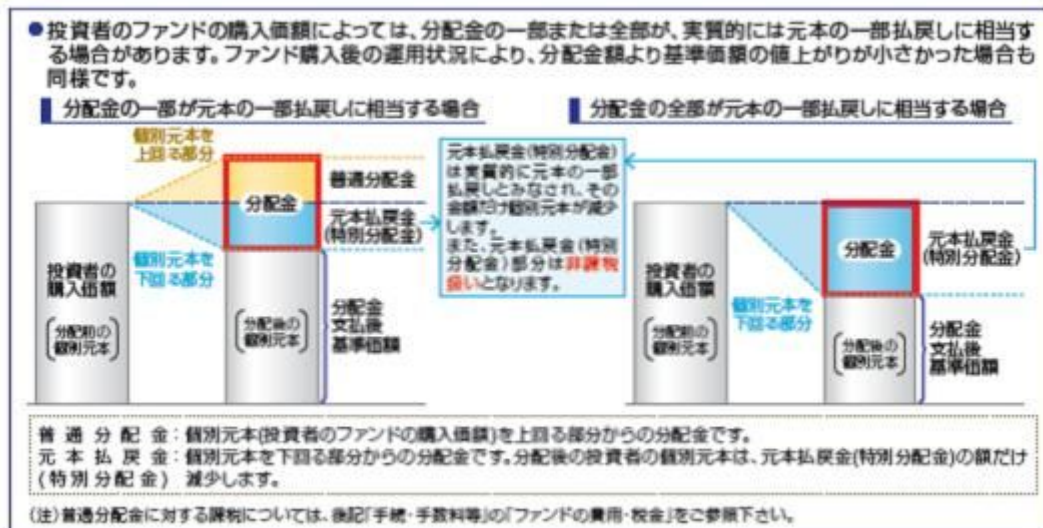 ●投資者のファンドの購入価額によっては、分配金の一部または全部が、実質的には元本の一部払戻しに相当す
る場合があります。ファンド購入後の運用状況により、分配金額より基準価額の値上がりが小さかった場合も
同様です。
分配金の一部が元本の一部払戻しに相当する場合
個別元本を
上回る部分
普通分配金
分配金
元本払戻金
(特別分配金)
投資者の
購入価額
(分配前の
個別元本)
個別元本を
下回る部分
(分配後の
個別元本)
分配金
支払後
基準価額
元本払戻金(特別分配金)
は実質的に元本の一部
払戻しとみなされ、その
金額だけ個別元本が減少
します。
また、元本払戻金(特別
分配金)部分は非課税
扱いとなります。
分配金の全部が元本の一部払戻しに相当する場合
分配金
元本払戻金
(特別分配金)
投資者の
購入価額
(分配前の
個別元本)
個別元本を
下回る部分
(分配後の
個別元本)
分配金
支払後
基準価額
普通分配金:個別元本(投資者のファンドの購入価額)を上回る部分からの分配金です。
元本払戻金:個別元本を下回る部分からの分配金です。分配後の投資者の個別元本は、元本払戻金(特別分配金)の額だけ
(特別分配金) 減少します。
(注)普通分配金に対する課税については、後記「手続・手数料等」の「ファンドの費用・税金」をご参照下さい。